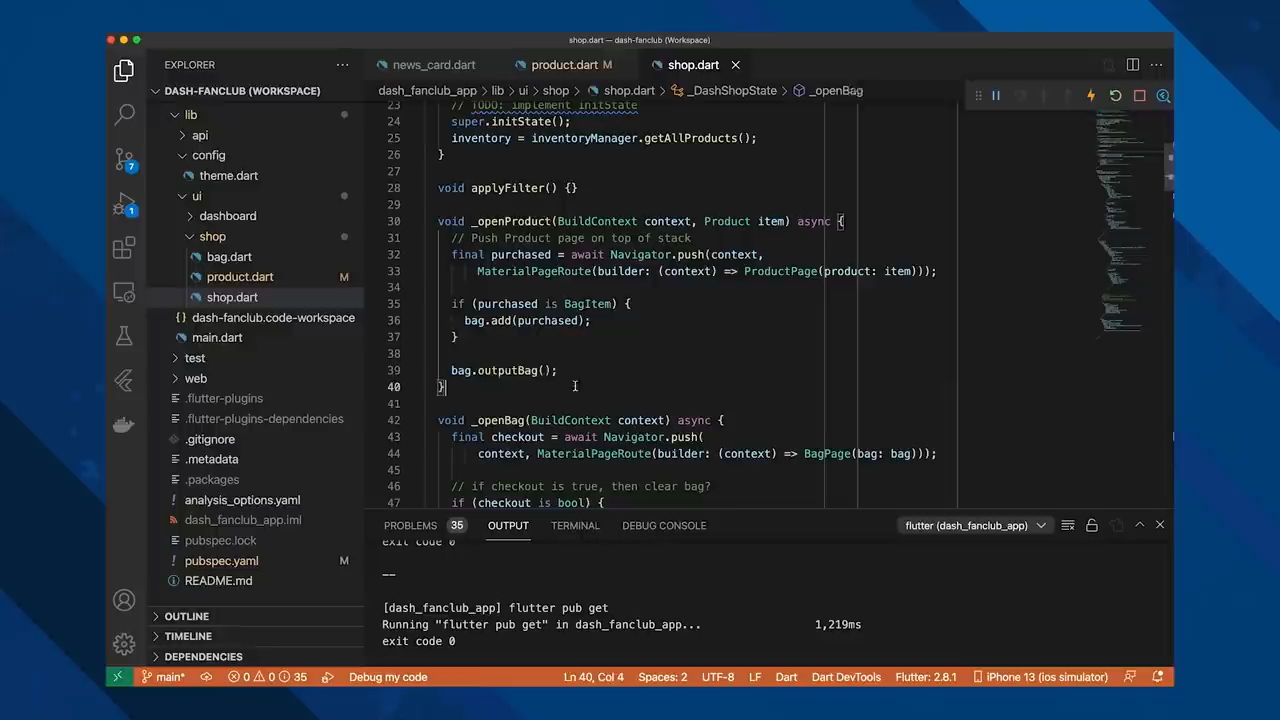 shop.dart — dash-fanclub (Workspace)
EXPLORER
news_card.dart
product.dart M
shop.dart
DASH-FANCLUB (WORKSPACE)
dash_fanclub_app > lib > ui > shop > shop.dart > _DashShopState > _openBag
lib
api
config
theme.dart
ui
dashboard
shop
bag.dart
product.dart M
shop.dart
dash-fanclub.code-workspace
main.dart
test
web
.flutter-plugins
.flutter-plugins-dependencies
.gitignore
.metadata
.packages
analysis_options.yaml
dash_fanclub_app.iml
pubspec.lock
pubspec.yaml M
README.md
OUTLINE
TIMELINE
DEPENDENCIES
7
1
23 // TODO: implement initState
24 super.initState();
25 inventory = inventoryManager.getAllProducts();
26 }
27
28 void applyFilter() {}
29
30 void _openProduct(BuildContext context, Product item) async {
31 // Push Product page on top of stack
32 final purchased = await Navigator.push(context,
33 MaterialPageRoute(builder: (context) => ProductPage(product: item)));
34
35 if (purchased is BagItem) {
36 bag.add(purchased);
37 }
38
39 bag.outputBag();
40 }
41
42 void _openBag(BuildContext context) async {
43 final checkout = await Navigator.push(
44 context, MaterialPageRoute(builder: (context) => BagPage(bag: bag)));
45
46 // if checkout is true, then clear bag?
47 if (checkout is bool) {
PROBLEMS 35 OUTPUT TERMINAL DEBUG CONSOLE flutter (dash_fanclub_app)
exit code 0
--
[dash_fanclub_app] flutter pub get
Running "flutter pub get" in dash_fanclub_app... 1,219ms
exit code 0
main* 0 0 35 Debug my code Ln 40, Col 4 Spaces: 2 UTF-8 LF Dart Dart DevTools Flutter: 2.8.1 iPhone 13 (ios simulator)